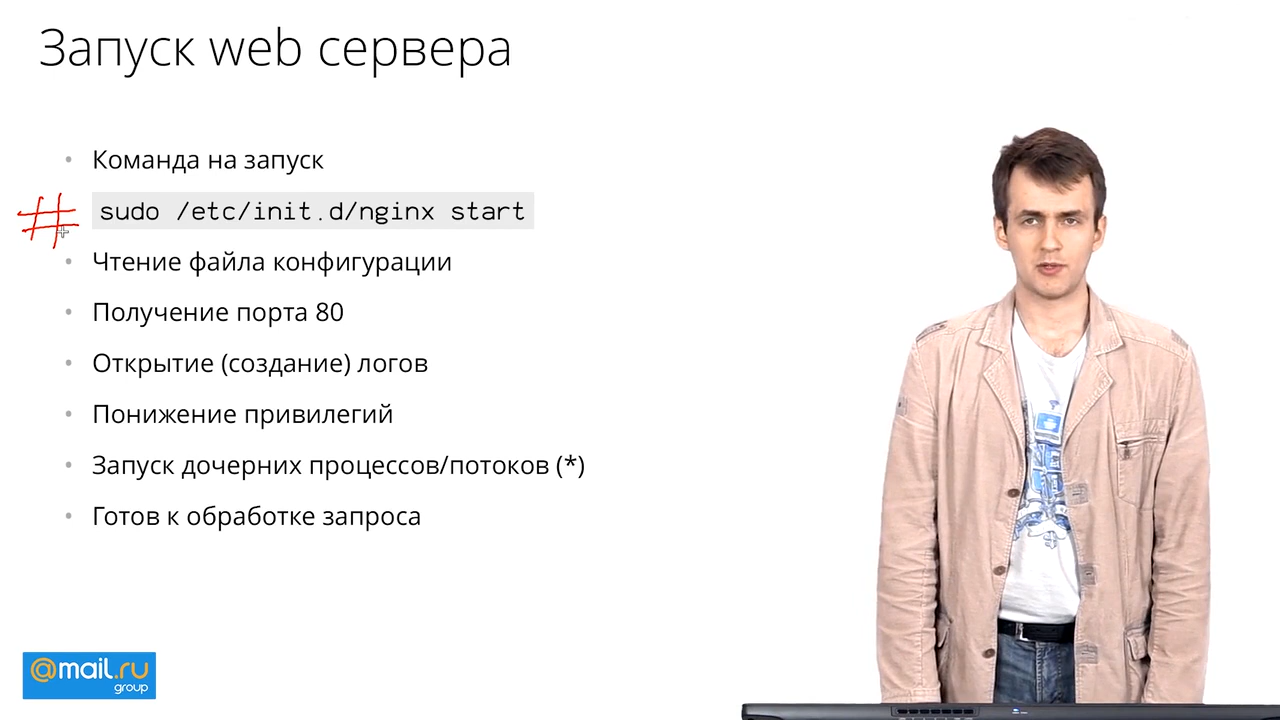 Запуск web сервера
Команда на запуск
# sudo /etc/init.d/nginx start
Чтение файла конфигурации
Получение порта 80
Открытие (создание) логов
Понижение привилегий
Запуск дочерних процессов/потоков (*)
Готов к обработке запроса
@mail.ru
group